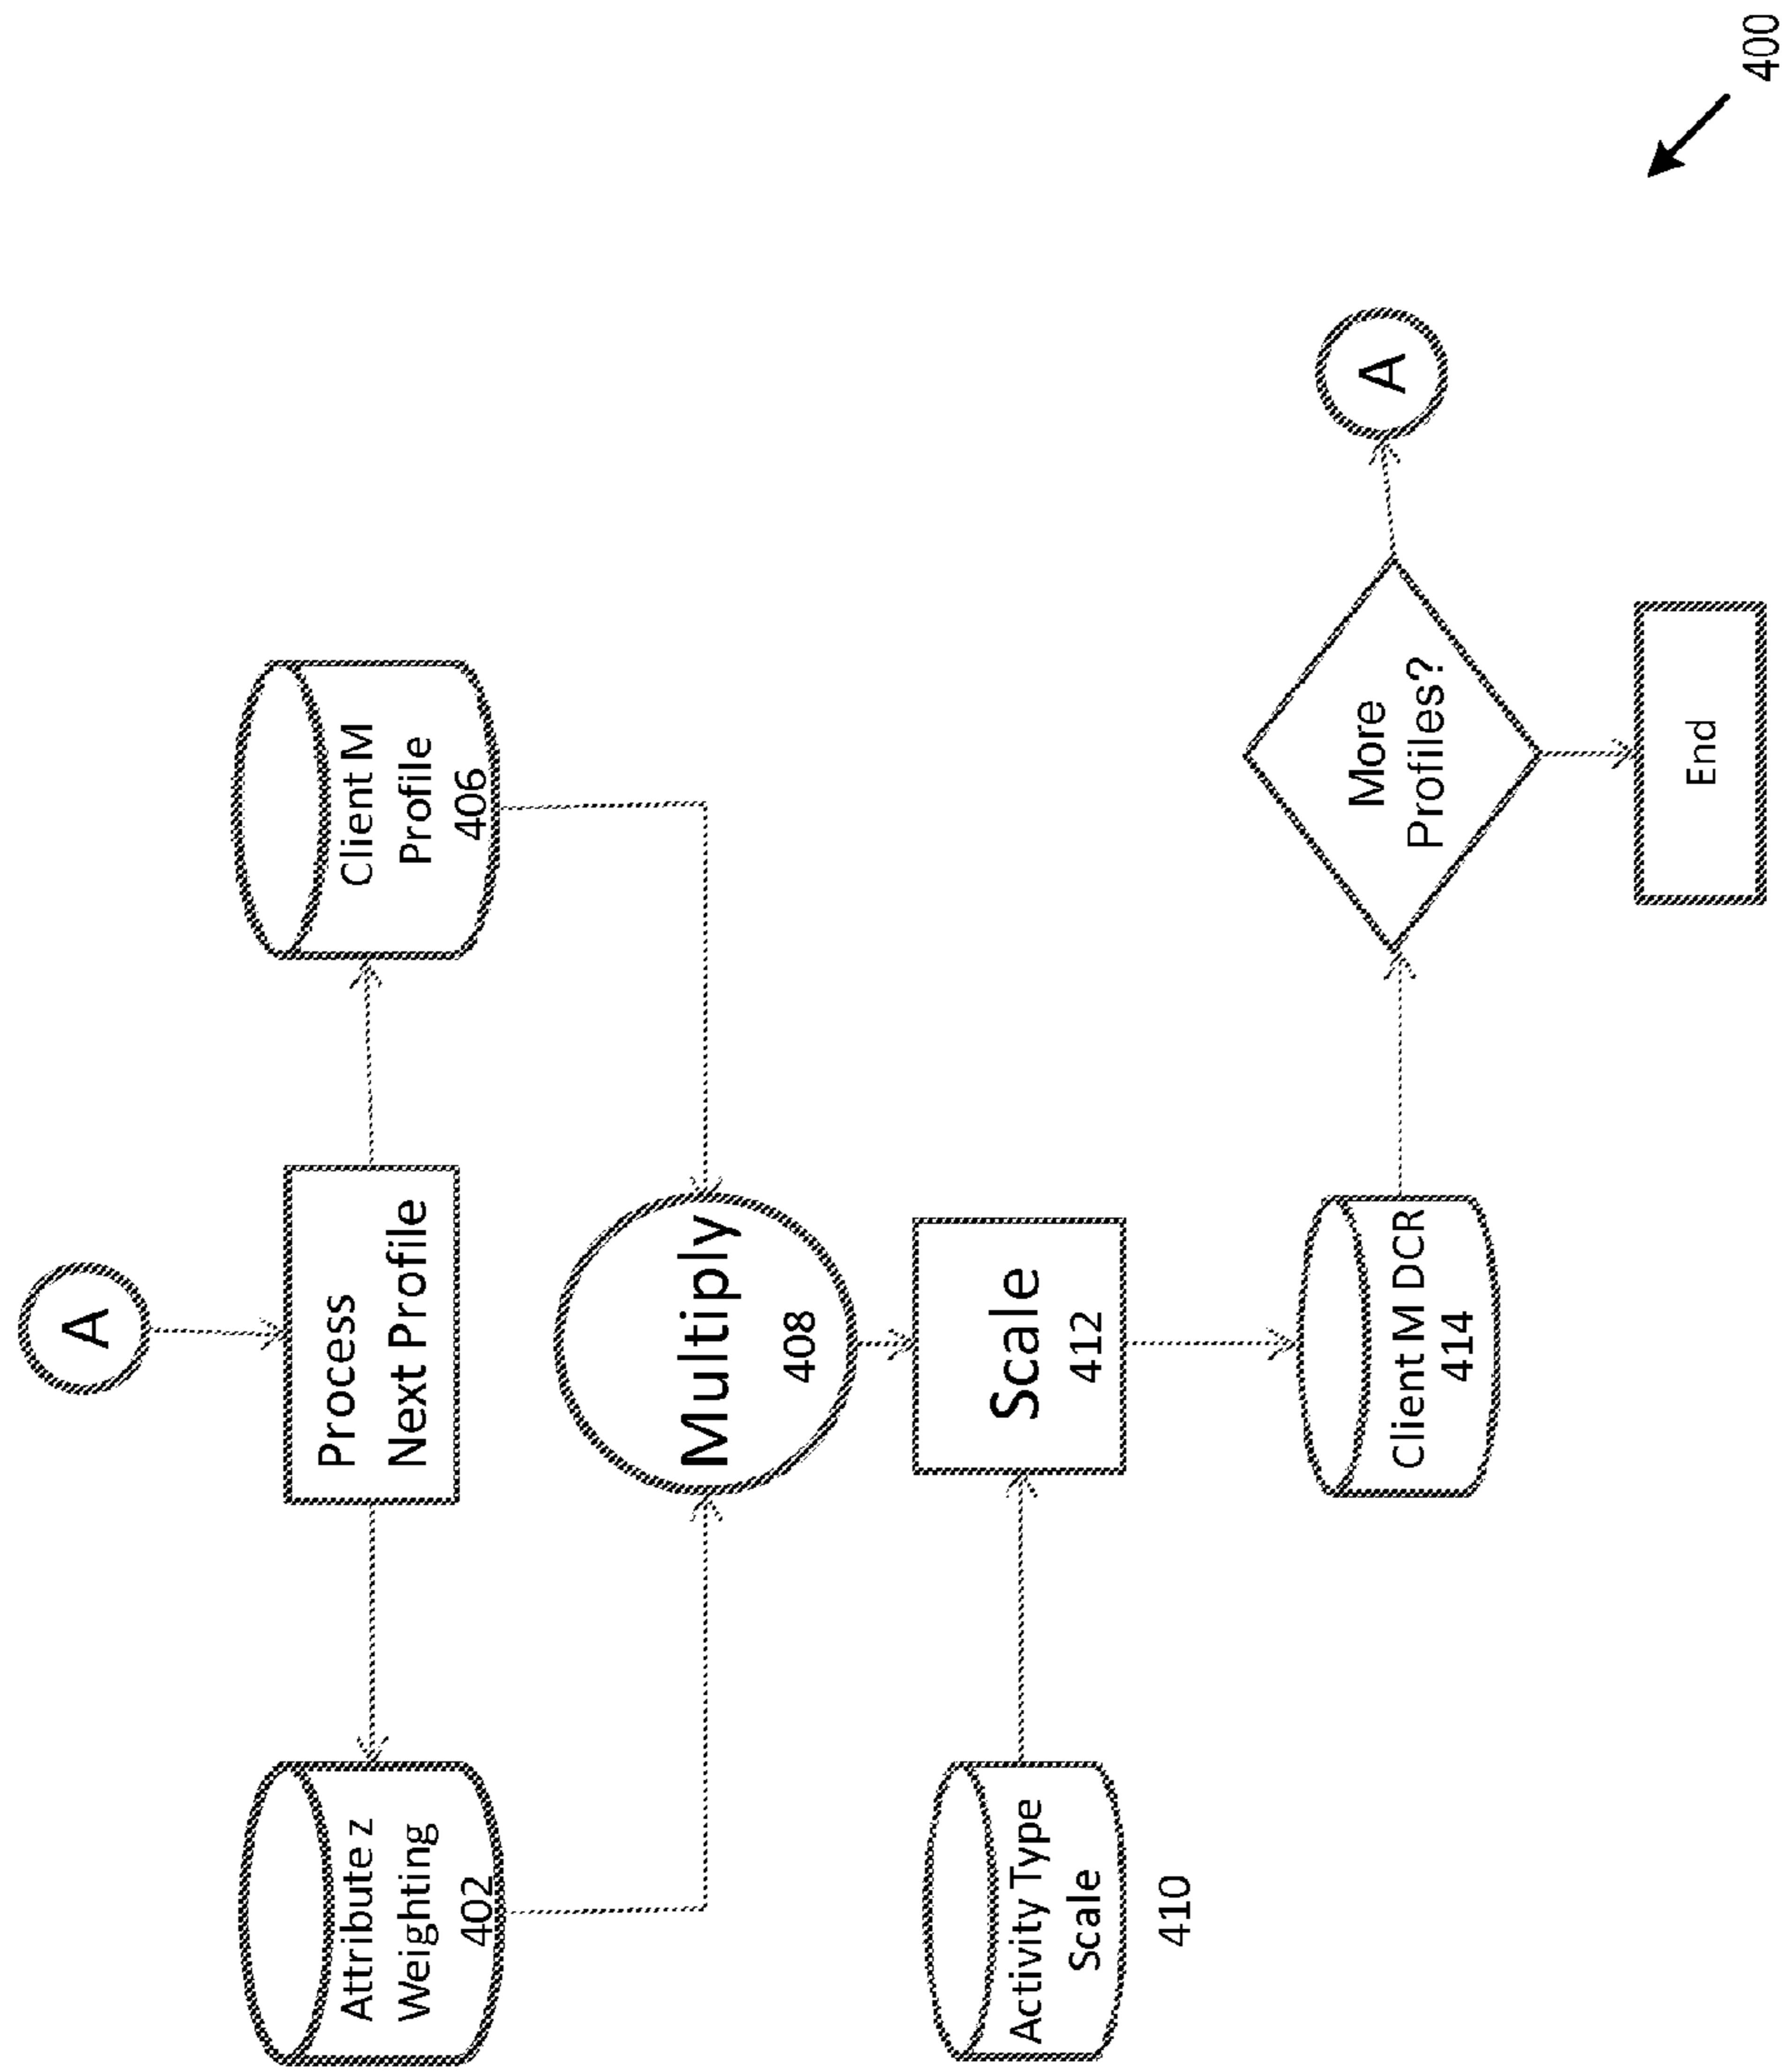 A
Process
Next Profile
Attribute z
Weighting
402
Client M
Profile
406
Multiply
408
Activity Type
Scale
410
Scale
412
Client M DCR
414
More
Profiles?
A
End
400